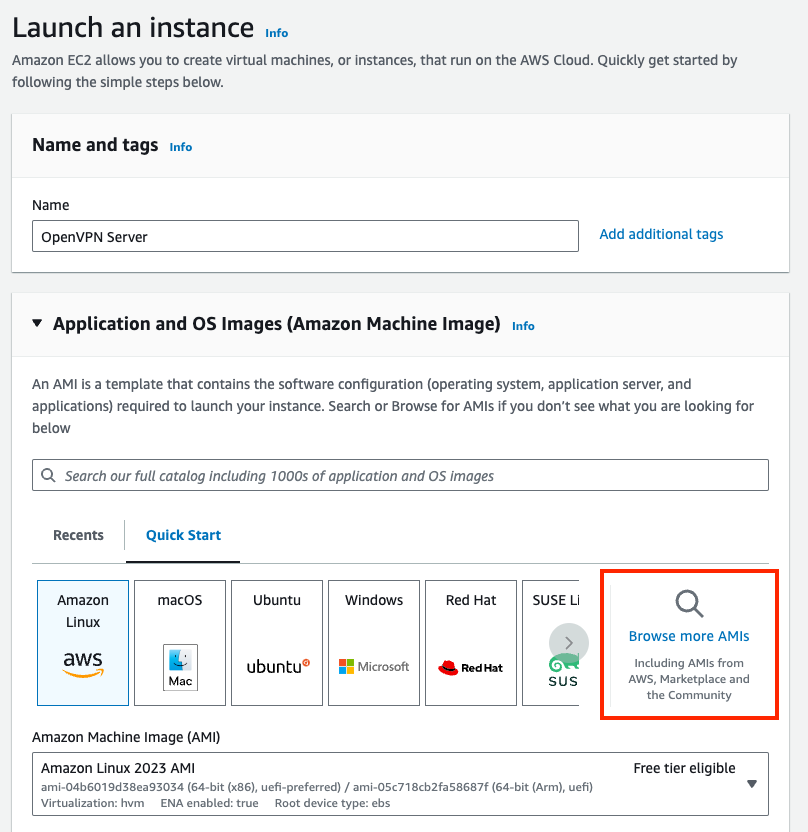 Launch an instance Info
Amazon EC2 allows you to create virtual machines, or instances, that run on the AWS Cloud. Quickly get started by
following the simple steps below.
Name and tags Info
Name
OpenVPN Server
Add additional tags
Application and OS Images (Amazon Machine Image) Info
An AMI is a template that contains the software configuration (operating system, application server, and
applications) required to launch your instance. Search or Browse for AMIs if you don’t see what you are looking for
below
Search our full catalog including 1000s of application and OS images
Recents
Quick Start
Amazon
Linux
aws
macOS
Mac
Ubuntu
ubuntu
Windows
Microsoft
Red Hat
Red Hat
SUSE Li
SUS
Browse more AMIs
Including AMIs from
AWS, Marketplace and
the Community
Amazon Machine Image (AMI)
Amazon Linux 2023 AMI
Free tier eligible
ami-04b6019d38ea93034 (64-bit (x86), uefi-preferred) / ami-05c718cb2fa58687f (64-bit (Arm), uefi)
Virtualization: hvm ENA enabled: true Root device type: ebs